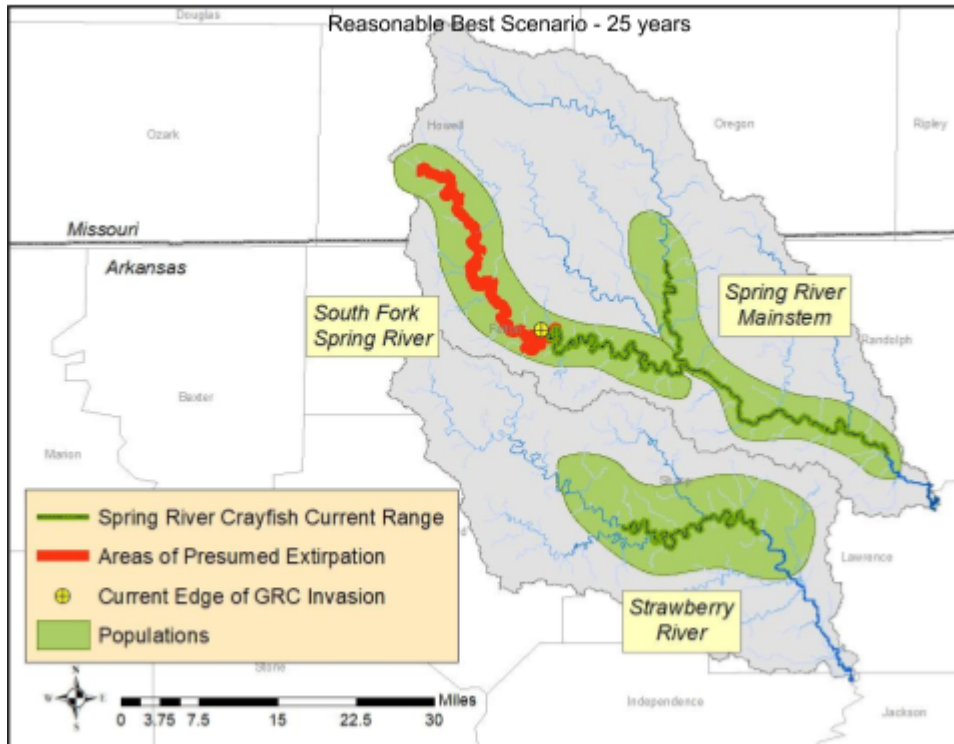 Reasonable Best Scenario - 25 years
Douglas
Ozark
Howell
Oregon
Ripley
Missouri
Arkansas
South Fork
Spring River
Spring River
Mainstem
Randolph
Baxter
Marion
Spring River Crayfish Current Range
Areas of Presumed Extirpation
Current Edge of GRC Invasion
Populations
Lawrence
Strawberry
River
Stone
Independence
Jackson
N
W
E
S
Miles
0 3.75 7.5 15 22.5 30